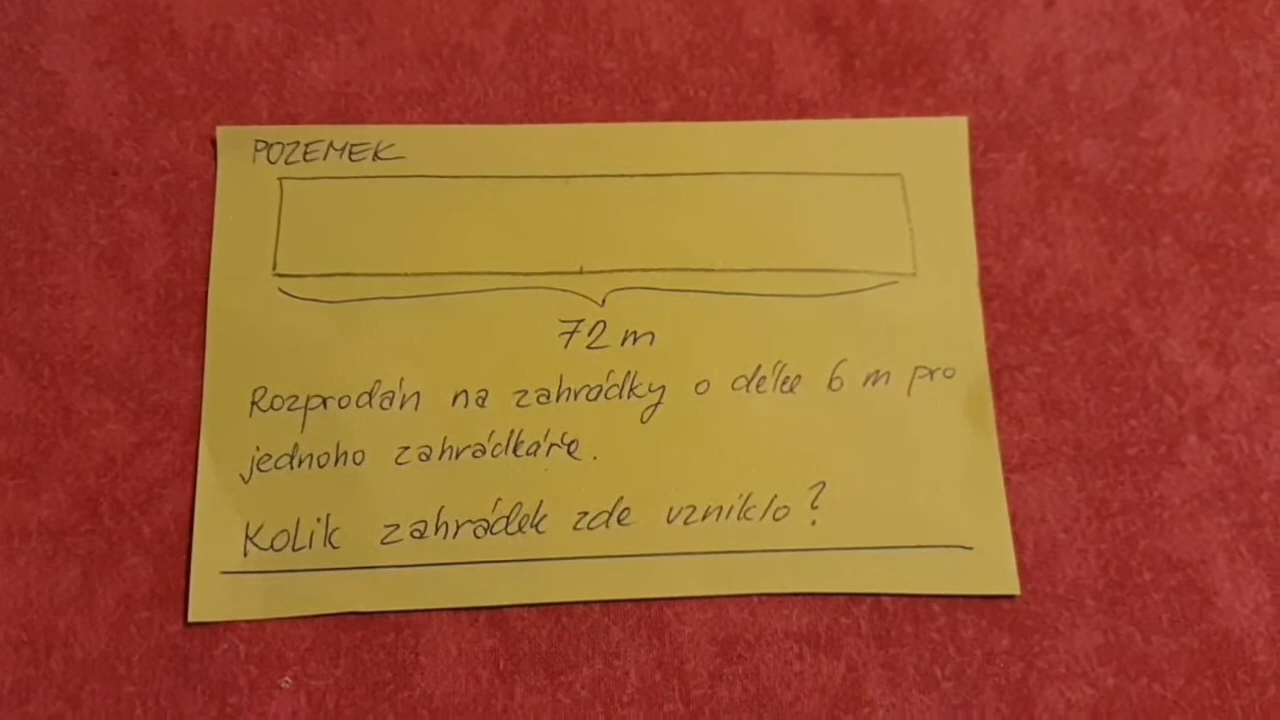 POZEMEK
72 m
Rozprodán na zahrádky o délce 6 m pro
jednoho zahrádkáře.
Kolik zahrádek zde vzniklo?